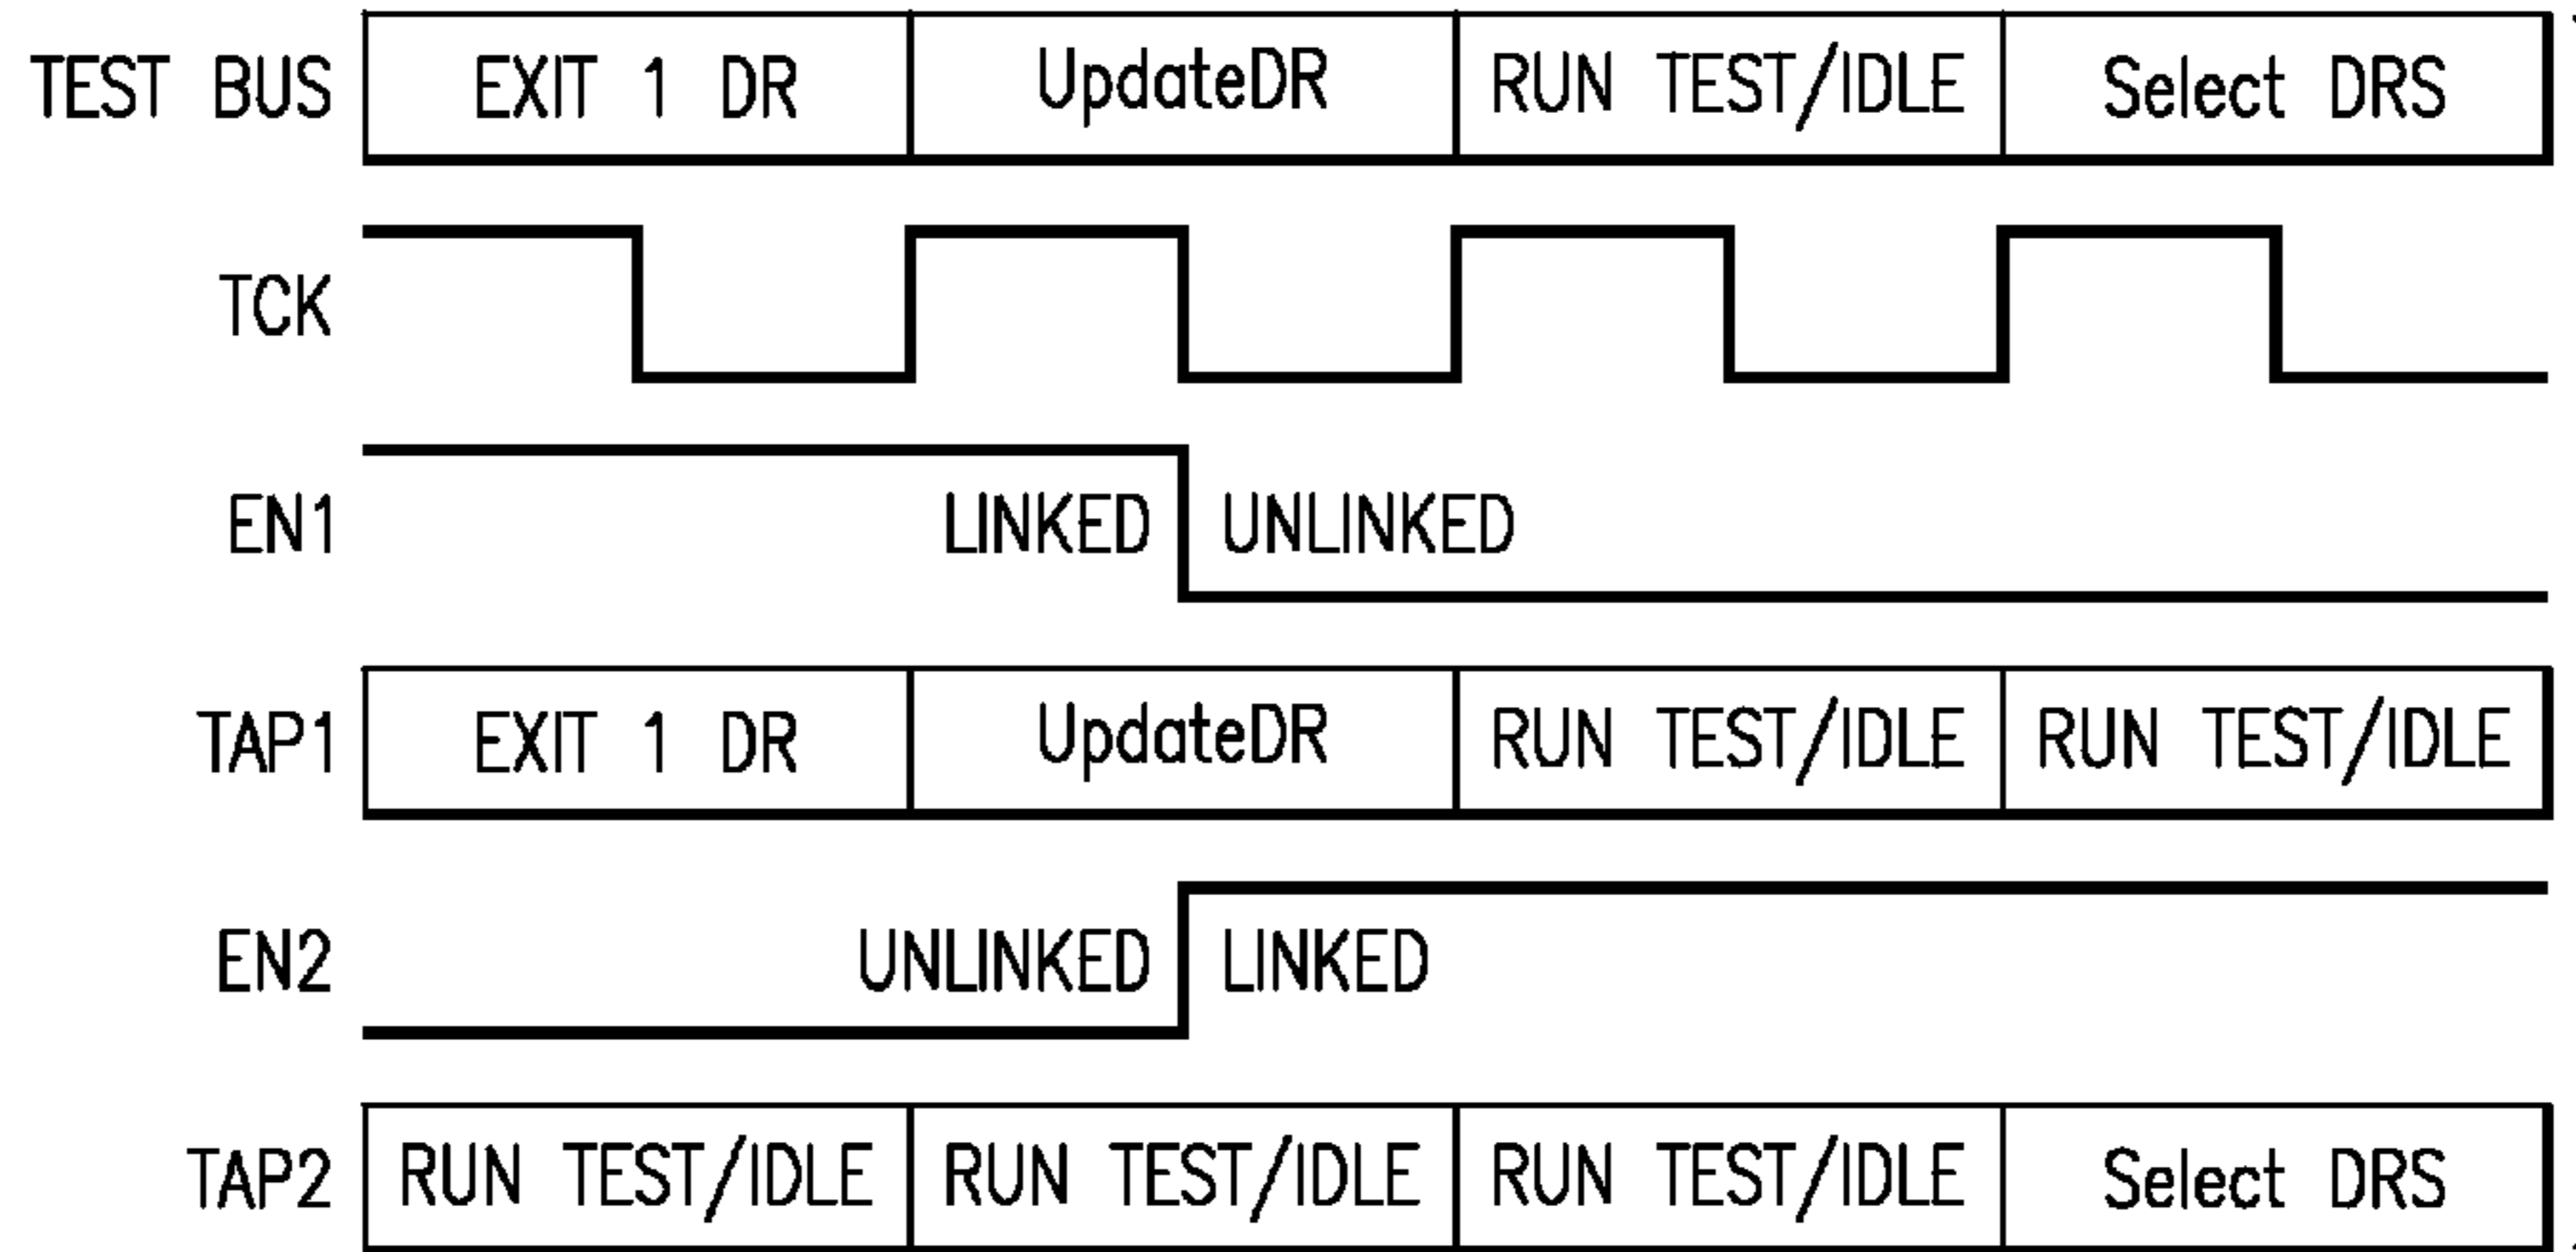 TEST BUS EXIT 1 DR UpdateDR RUN TEST/IDLE Select DRS
TCK
EN1 LINKED UNLINKED
TAP1 EXIT 1 DR UpdateDR RUN TEST/IDLE RUN TEST/IDLE
EN2 UNLINKED LINKED
TAP2 RUN TEST/IDLE RUN TEST/IDLE RUN TEST/IDLE Select DRS